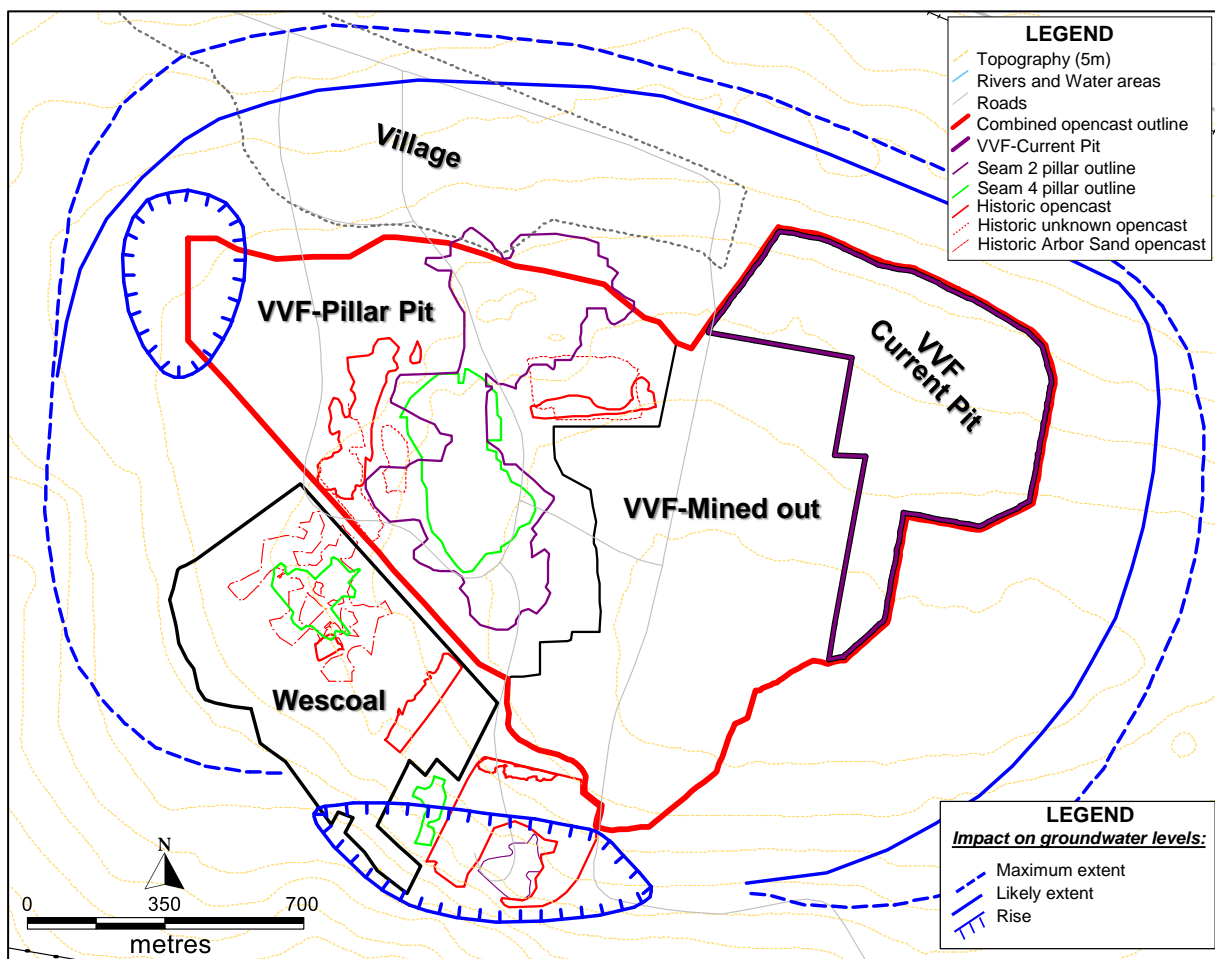 LEGEND
Topography (5m)
Rivers and Water areas
Roads
Combined opencast outline
VVF-Current Pit
Seam 2 pillar outline
Seam 4 pillar outline
Historic opencast
Historic unknown opencast
Historic Arbor Sand opencast
Village
VVF-Pillar Pit
VVF
Current Pit
VVF-Mined out
Wescoal
N
0 350 700
metres
LEGEND
Impact on groundwater levels:
Maximum extent
Likely extent
Rise